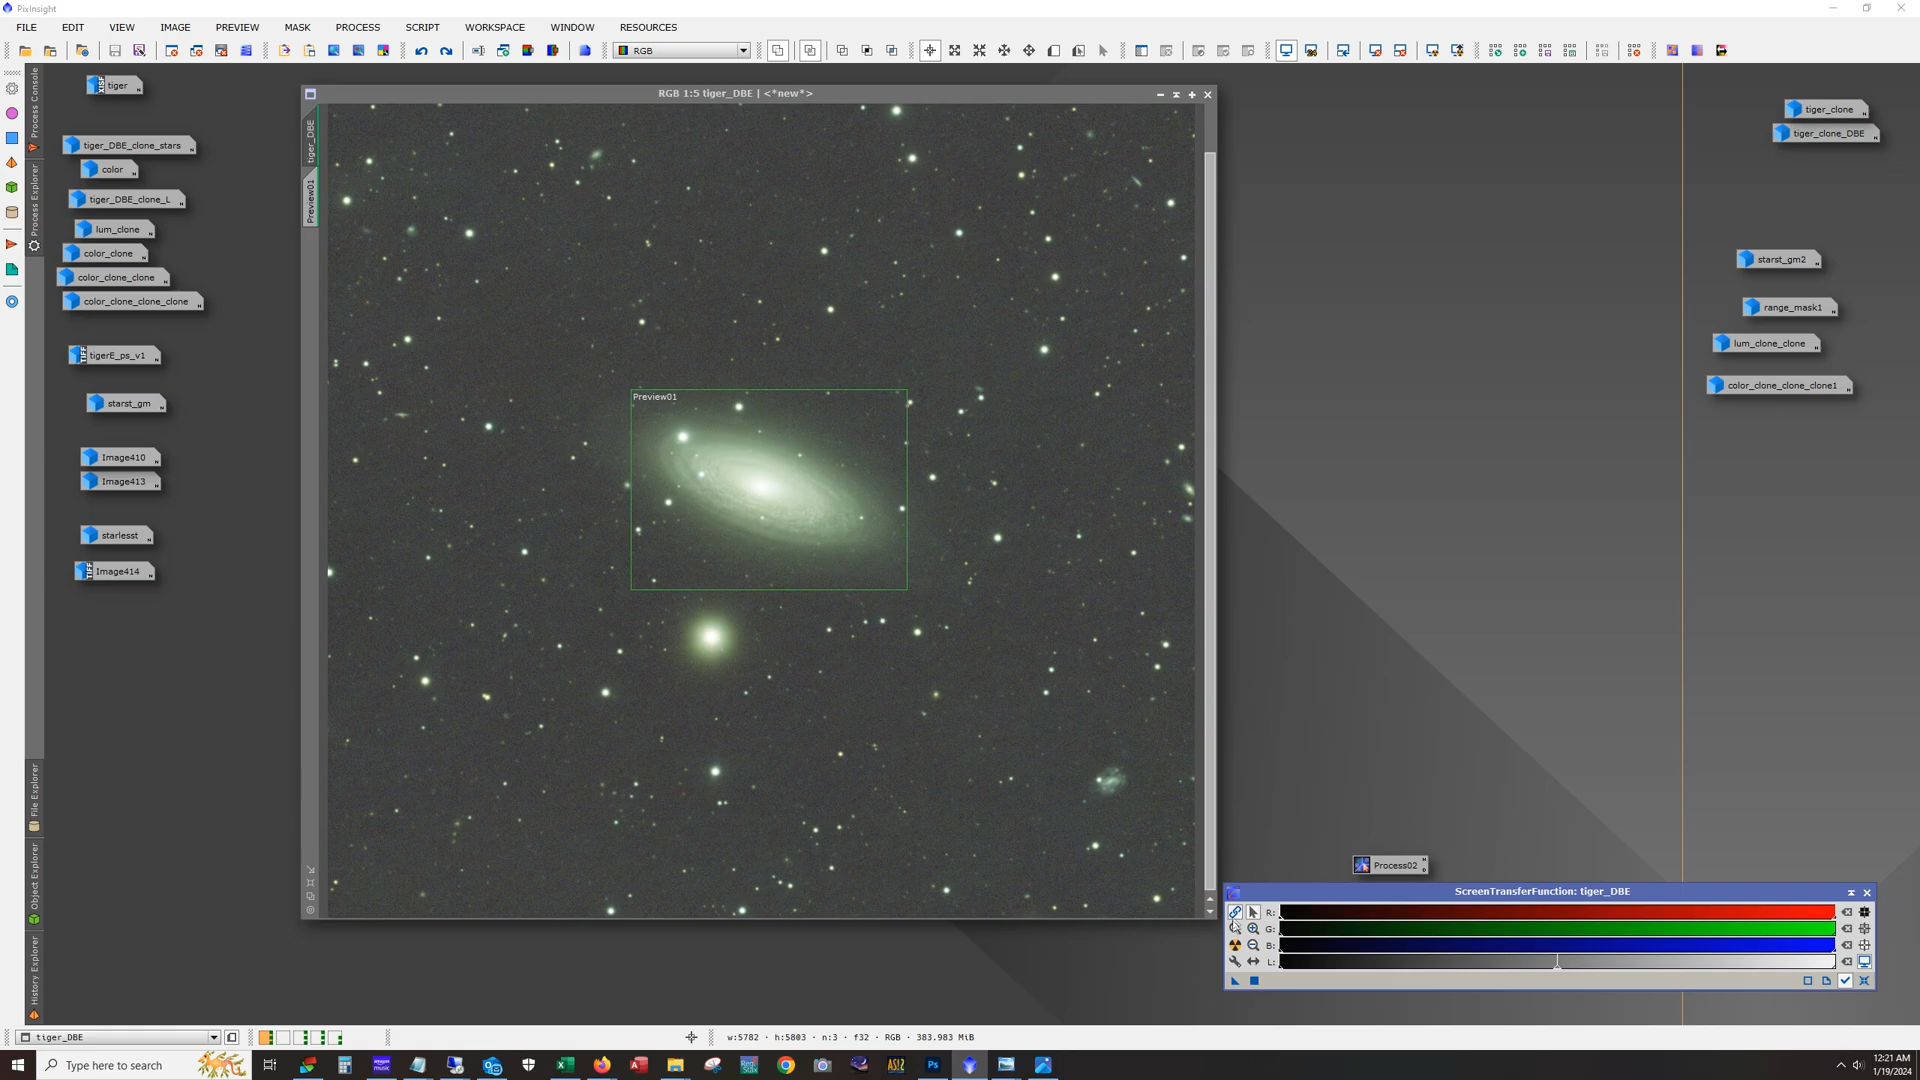 PixInsight
FILE EDIT VIEW IMAGE PREVIEW MASK PROCESS SCRIPT WORKSPACE WINDOW RESOURCES
RGB
Process Console
Process Explorer
File Explorer
Object Explorer
History Explorer
tiger
tiger_DBE_clone_stars
color
tiger_DBE_clone_L
lum_clone
color_clone
color_clone_clone
color_clone_clone_clone
tigerE_ps_v1
starst_gm
Image410
Image413
starlesst
Image414
RGB 1:5 tiger_DBE | <*new*>
tiger_DBE
Preview01
Preview01
tiger_clone
tiger_clone_DBE
starst_gm2
range_mask1
lum_clone_clone
color_clone_clone_clone1
Process02
ScreenTransferFunction: tiger_DBE
R:
G:
B:
L:
tiger_DBE
w:5782 · h:5803 · n:3 · f32 · RGB · 383.983 MiB
Type here to search
12:21 AM
1/19/2024